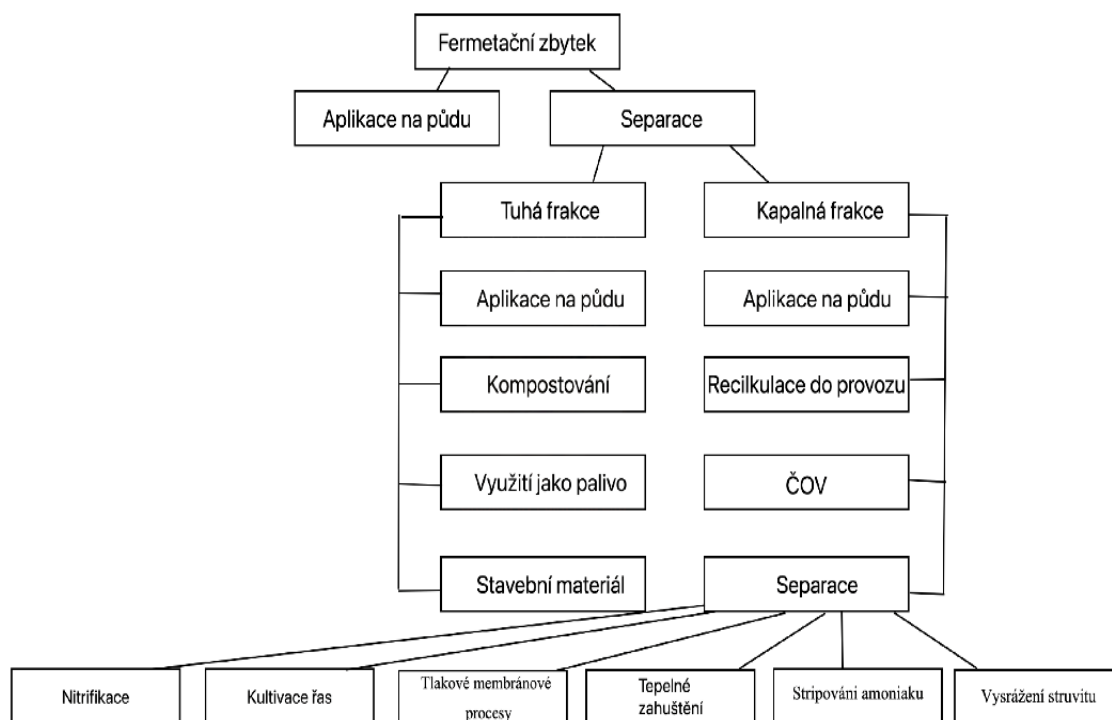 Fermetační zbytek
Aplikace na půdu
Separace
Tuhá frakce
Kapalná frakce
Aplikace na půdu
Aplikace na půdu
Kompostování
Recilkulace do provozu
Využití jako palivo
ČOV
Stavební materiál
Separace
Nitrifikace
Kultivace řas
Tlakové membránové
procesy
Tepelné
zahuštění
Stripování amoniaku
Vysrážení struvitu